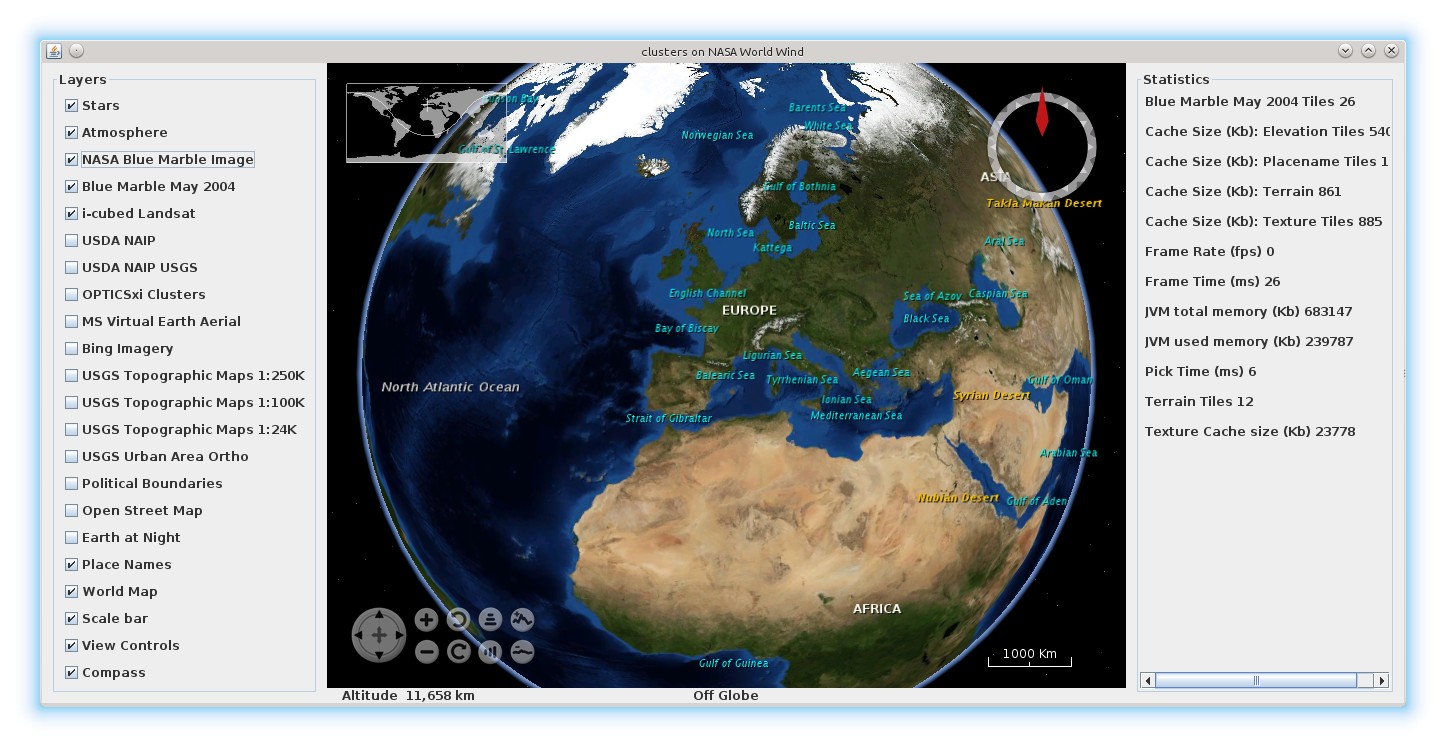 clusters on NASA World Wind
Layers
Stars
Atmosphere
NASA Blue Marble Image
Blue Marble May 2004
i-cubed Landsat
USDA NAIP
USDA NAIP USGS
OPTICSxi Clusters
MS Virtual Earth Aerial
Bing Imagery
USGS Topographic Maps 1:250K
USGS Topographic Maps 1:100K
USGS Topographic Maps 1:24K
USGS Urban Area Ortho
Political Boundaries
Open Street Map
Earth at Night
Place Names
World Map
Scale bar
View Controls
Compass
Hudson Bay
Gulf of St. Lawrence
Barents Sea
White Sea
Norwegian Sea
Gulf of Bothnia
ASIA
Takla Makan Desert
Baltic Sea
North Sea
Kattega
Aral Sea
English Channel
Sea of Azov
Caspian Sea
EUROPE
Black Sea
Bay of Biscay
Ligurian Sea
Balearic Sea
Tyrrhenian Sea
Aegean Sea
Gulf of Oman
North Atlantic Ocean
Syrian Desert
Ionian Sea
Strait of Gibraltar
Mediterranean Sea
Arabian Sea
Nubian Desert
Gulf of Aden
AFRICA
Gulf of Guinea
1000 Km
Altitude 11,658 km
Off Globe
Statistics
Blue Marble May 2004 Tiles 26
Cache Size (Kb): Elevation Tiles 540
Cache Size (Kb): Placename Tiles 1
Cache Size (Kb): Terrain 861
Cache Size (Kb): Texture Tiles 885
Frame Rate (fps) 0
Frame Time (ms) 26
JVM total memory (Kb) 683147
JVM used memory (Kb) 239787
Pick Time (ms) 6
Terrain Tiles 12
Texture Cache size (Kb) 23778